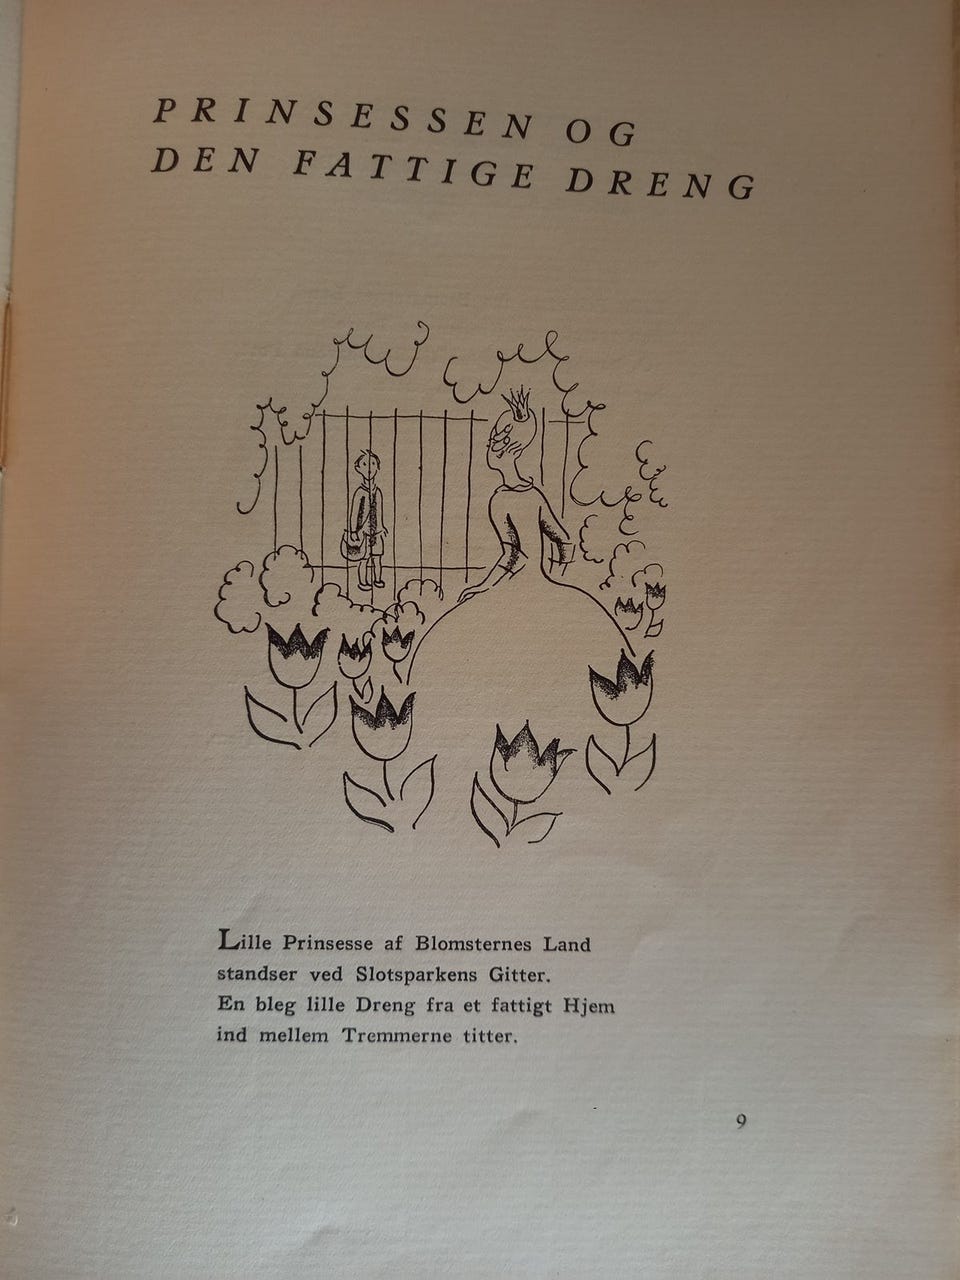 PRINSESSEN OG
DEN FATTIGE DRENG
Lille Prinsesse af Blomsternes Land
standser ved Slotsparkens Gitter.
En bleg lille Dreng fra et fattigt Hjem
ind mellem Tremmerne titter.
9